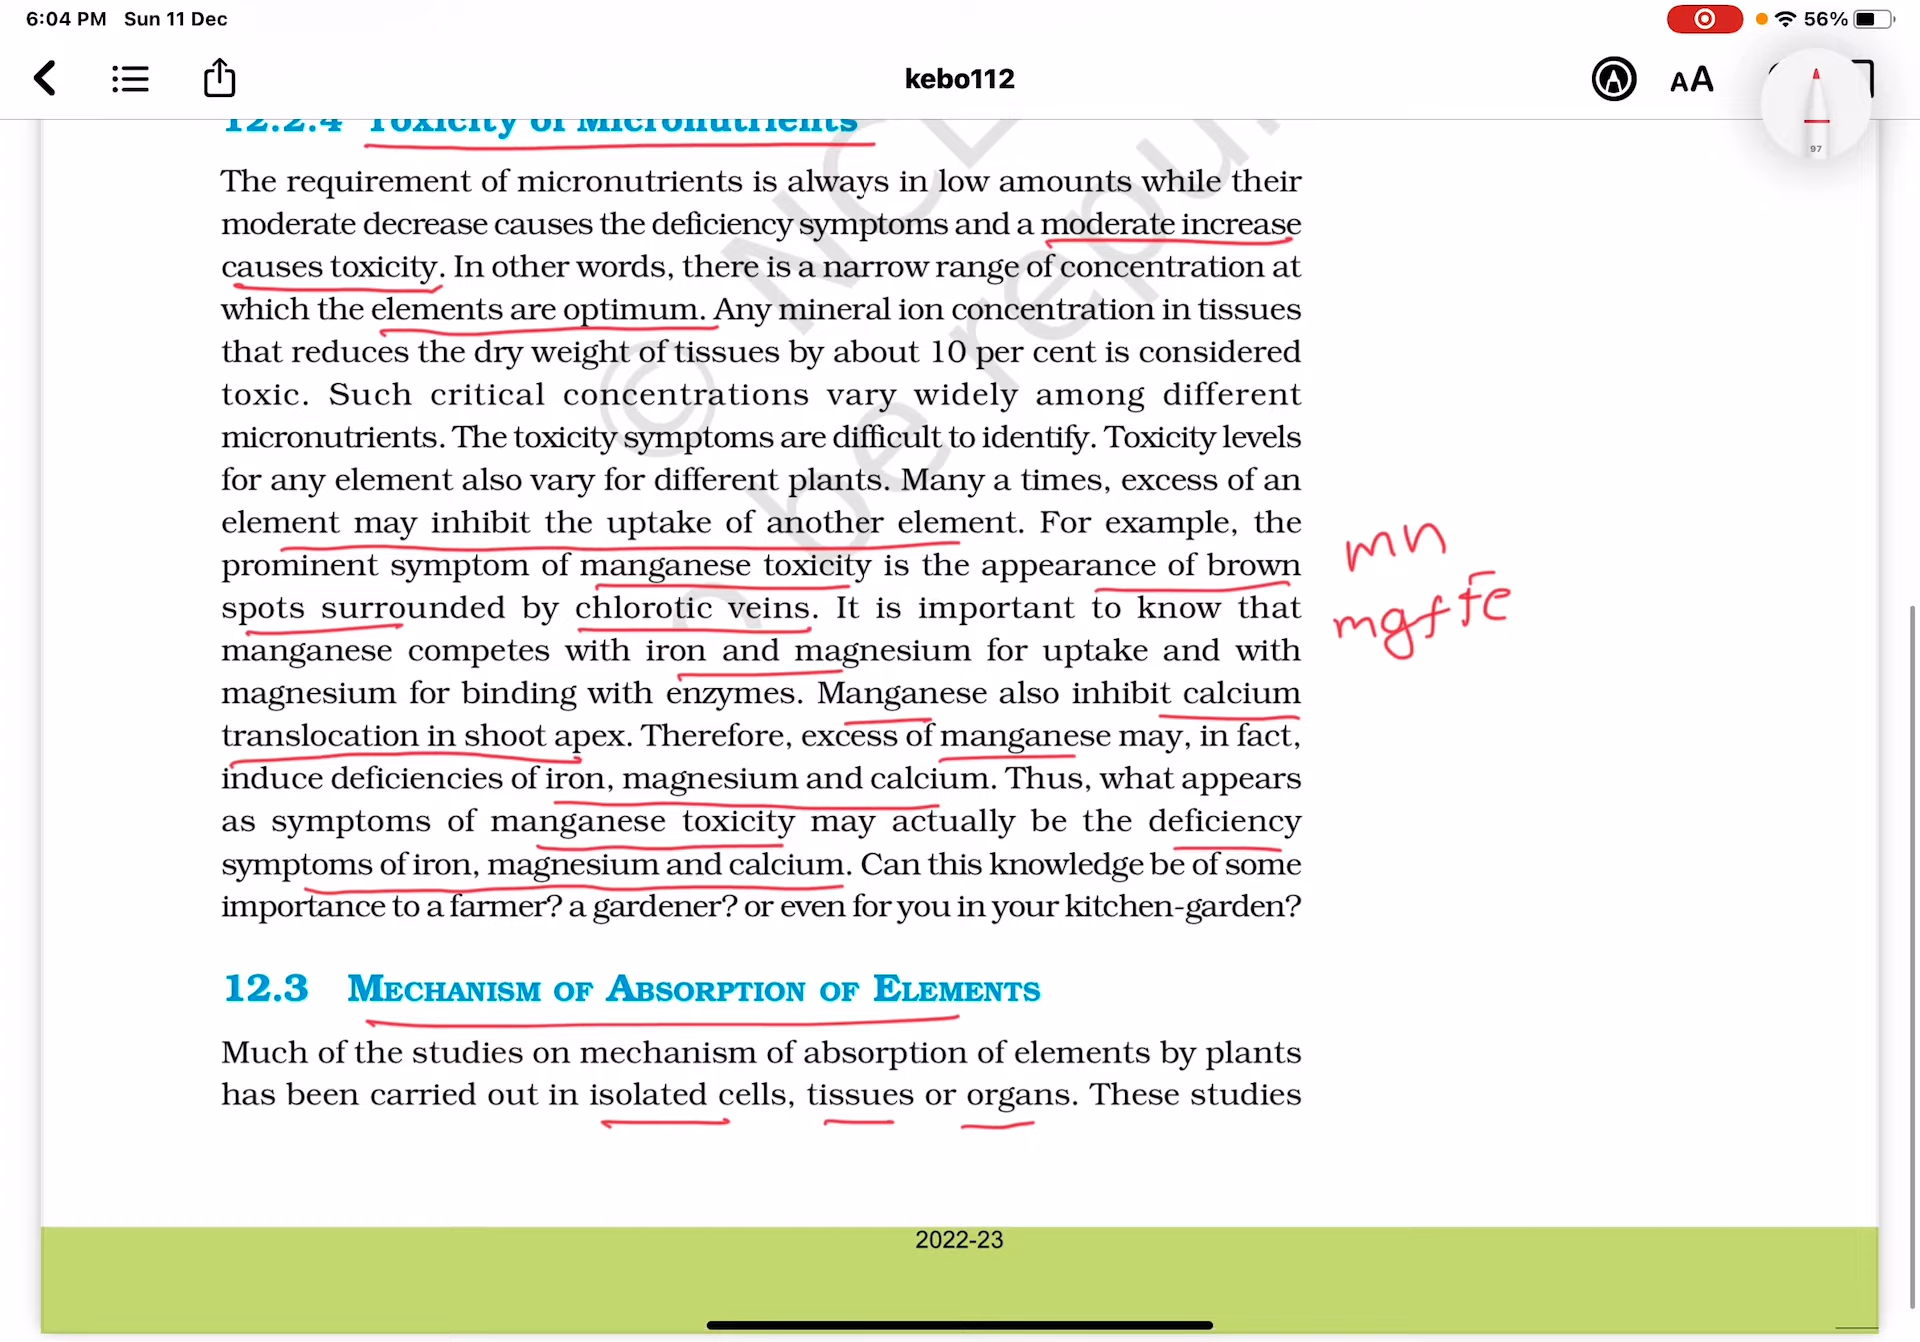 6:04 PM Sun 11 Dec
56%
kebo112
AA
97
12.2.4 Toxicity of Micronutrients
The requirement of micronutrients is always in low amounts while their
moderate decrease causes the deficiency symptoms and a moderate increase
causes toxicity. In other words, there is a narrow range of concentration at
which the elements are optimum. Any mineral ion concentration in tissues
that reduces the dry weight of tissues by about 10 per cent is considered
toxic. Such critical concentrations vary widely among different
micronutrients. The toxicity symptoms are difficult to identify. Toxicity levels
for any element also vary for different plants. Many a times, excess of an
element may inhibit the uptake of another element. For example, the
prominent symptom of manganese toxicity is the appearance of brown
spots surrounded by chlorotic veins. It is important to know that
manganese competes with iron and magnesium for uptake and with
magnesium for binding with enzymes. Manganese also inhibit calcium
translocation in shoot apex. Therefore, excess of manganese may, in fact,
induce deficiencies of iron, magnesium and calcium. Thus, what appears
as symptoms of manganese toxicity may actually be the deficiency
symptoms of iron, magnesium and calcium. Can this knowledge be of some
importance to a farmer? a gardener? or even for you in your kitchen-garden?
mn
mg + Fe
12.3 MECHANISM OF ABSORPTION OF ELEMENTS
Much of the studies on mechanism of absorption of elements by plants
has been carried out in isolated cells, tissues or organs. These studies
2022-23